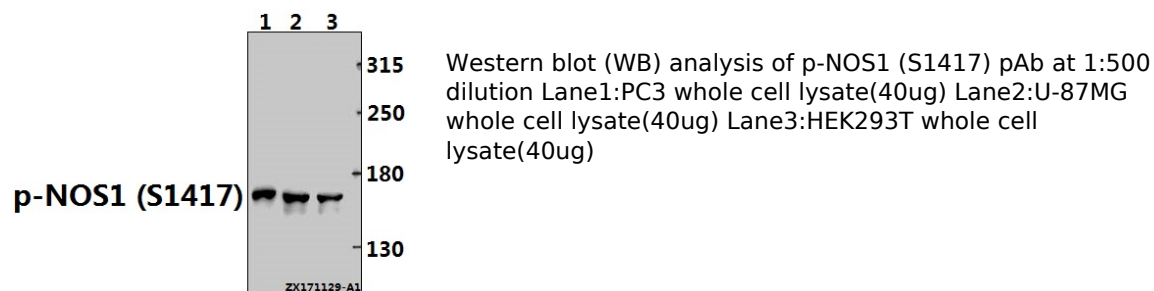 1 2 3
315
250
180
p-NOS1 (S1417)
130
ZX171129-A1
Western blot (WB) analysis of p-NOS1 (S1417) pAb at 1:500
dilution Lane1:PC3 whole cell lysate(40ug) Lane2:U-87MG
whole cell lysate(40ug) Lane3:HEK293T whole cell
lysate(40ug)